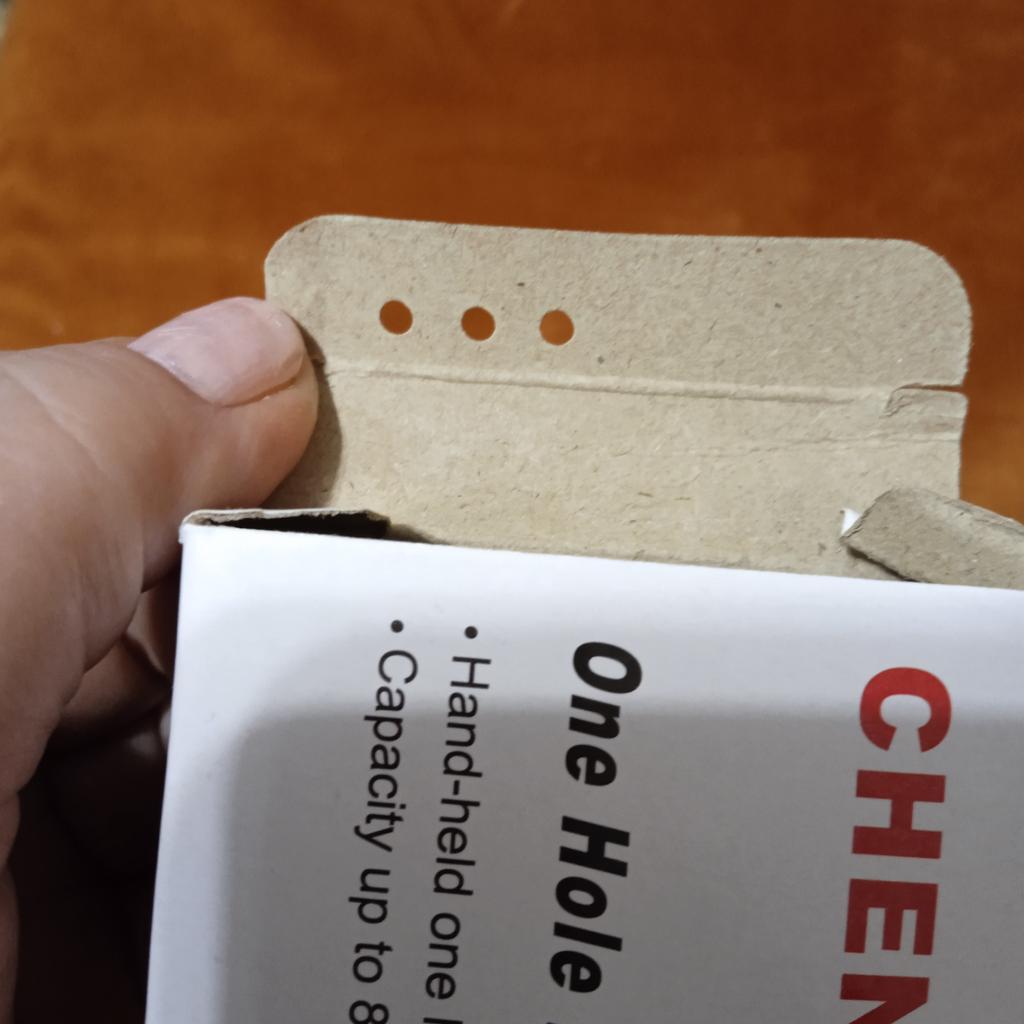 CHEN
One Hole
• Hand-held one
• Capacity up to 8